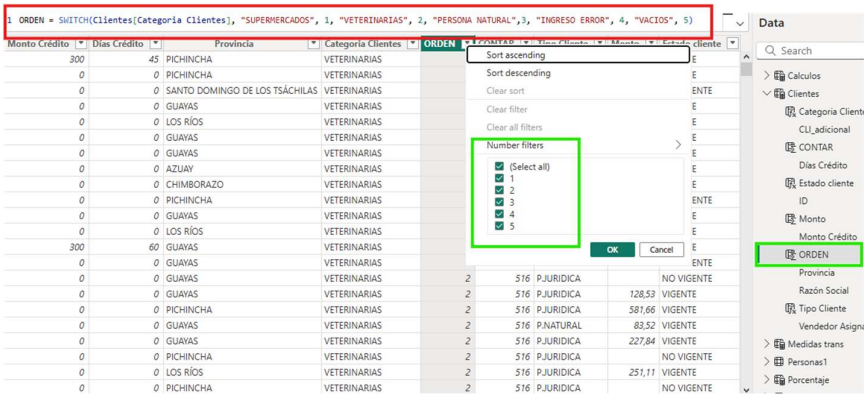 1 ORDEN = SWITCH(Clientes[Categoria Clientes], "SUPERMERCADOS", 1, "VETERINARIAS", 2, "PERSONA NATURAL",3, "INGRESO ERROR", 4, "VACIOS", 5)
Monto Crédito Días Crédito Provincia Categoria Clientes ORDEN CONTAR Tipo Cliente Monto Estado cliente
300 45 PICHINCHA VETERINARIAS E
0 0 PICHINCHA VETERINARIAS E
0 0 SANTO DOMINGO DE LOS TSÁCHILAS VETERINARIAS ENTE
0 0 GUAYAS VETERINARIAS E
0 0 LOS RÍOS VETERINARIAS E
0 0 GUAYAS VETERINARIAS E
0 0 GUAYAS VETERINARIAS E
0 0 AZUAY VETERINARIAS E
0 0 CHIMBORAZO VETERINARIAS E
0 0 PICHINCHA VETERINARIAS ENTE
0 0 GUAYAS VETERINARIAS E
0 0 LOS RÍOS VETERINARIAS E
300 60 GUAYAS VETERINARIAS E
0 0 GUAYAS VETERINARIAS ENTE
0 0 GUAYAS VETERINARIAS 2 516 P.JURIDICA NO VIGENTE
0 0 GUAYAS VETERINARIAS 2 516 P.JURIDICA 128,53 VIGENTE
0 0 PICHINCHA VETERINARIAS 2 516 P.JURIDICA 581,66 VIGENTE
0 0 GUAYAS VETERINARIAS 2 516 P.NATURAL 83,52 VIGENTE
0 0 GUAYAS VETERINARIAS 2 516 P.JURIDICA 227,84 VIGENTE
0 0 PICHINCHA VETERINARIAS 2 516 P.JURIDICA NO VIGENTE
0 0 LOS RÍOS VETERINARIAS 2 516 P.JURIDICA 251,11 VIGENTE
0 0 PICHINCHA VETERINARIAS 2 516 P.JURIDICA NO VIGENTE
Sort ascending
Sort descending
Clear sort
Clear filter
Clear all filters
Number filters
(Select all)
1
2
3
4
5
OK Cancel
Data
Search
Calculos
Clientes
Categoria Cliente
CLI_adicional
CONTAR
Días Crédito
Estado cliente
ID
Monto
Monto Crédito
ORDEN
Provincia
Razón Social
Tipo Cliente
Vendedor Asigna
Medidas trans
Personas1
Porcentaje